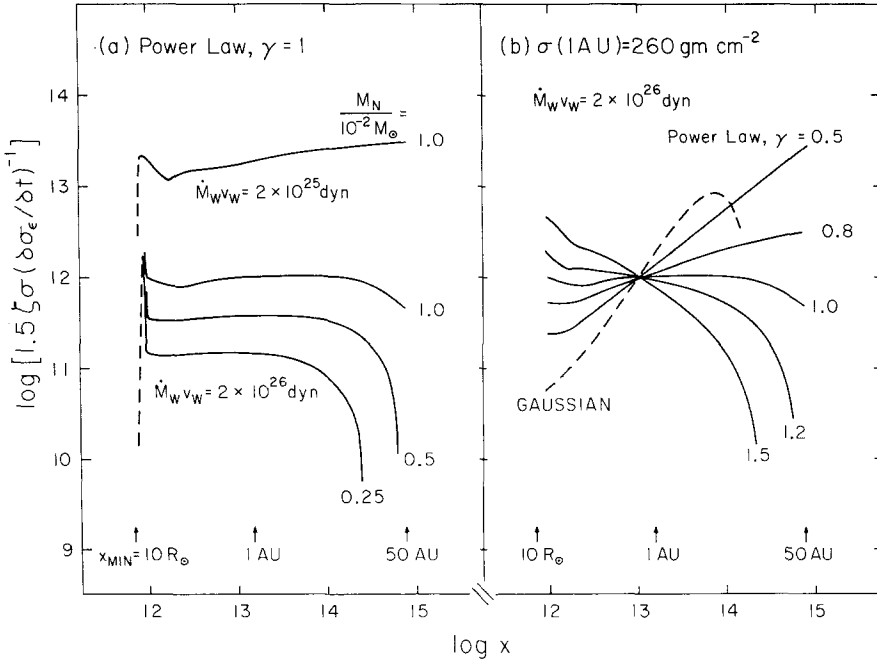 (a) Power Law, γ = 1
M_N / 10⁻² M⊙ =
1.0
Ṁ_W v_W = 2 × 10²⁵ dyn
1.0
Ṁ_W v_W = 2 × 10²⁶ dyn
0.5
0.25
x_MIN = 10 R⊙
1 AU
50 AU
(b) σ(1 AU) = 260 gm cm⁻²
Ṁ_W v_W = 2 × 10²⁶ dyn
Power Law, γ = 0.5
0.8
1.0
1.2
1.5
GAUSSIAN
10 R⊙
1 AU
50 AU
log [1.5 ζ σ (δσ_ε/δt)⁻¹]
14
13
12
11
10
9
12
13
14
15
12
13
14
15
log x